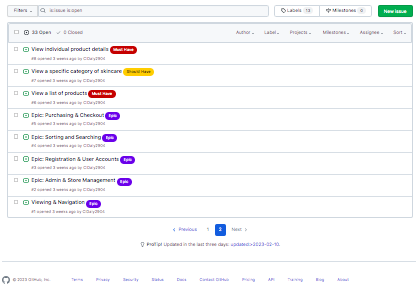 Filters is:issue is:open Labels 13 Milestones 0 New issue
33 Open 0 Closed Author Label Projects Milestones Assignee Sort
View individual product details Must Have
opened 3 weeks ago by CGary2904
View a specific category of skincare Should Have
#7 opened 3 weeks ago by CGary2904
View a list of products Must Have
opened 3 weeks ago by CGary2904
Epic: Purchasing & Checkout Epic
#5 opened 3 weeks ago by CGary2904
Epic: Sorting and Searching Epic
#4 opened 3 weeks ago by CGary2904
Epic: Registration & User Accounts Epic
#3 opened 3 weeks ago by CGary2904
Epic: Admin & Store Management Epic
#2 opened 3 weeks ago by CGary2904
Viewing & Navigation Epic
#1 opened 3 weeks ago by CGary2904
Previous 1 2 Next
ProTip! Updated in the last three days: updated:>2023-02-10.
© 2023 GitHub, Inc. Terms Privacy Security Status Docs Contact GitHub Pricing API Training Blog About